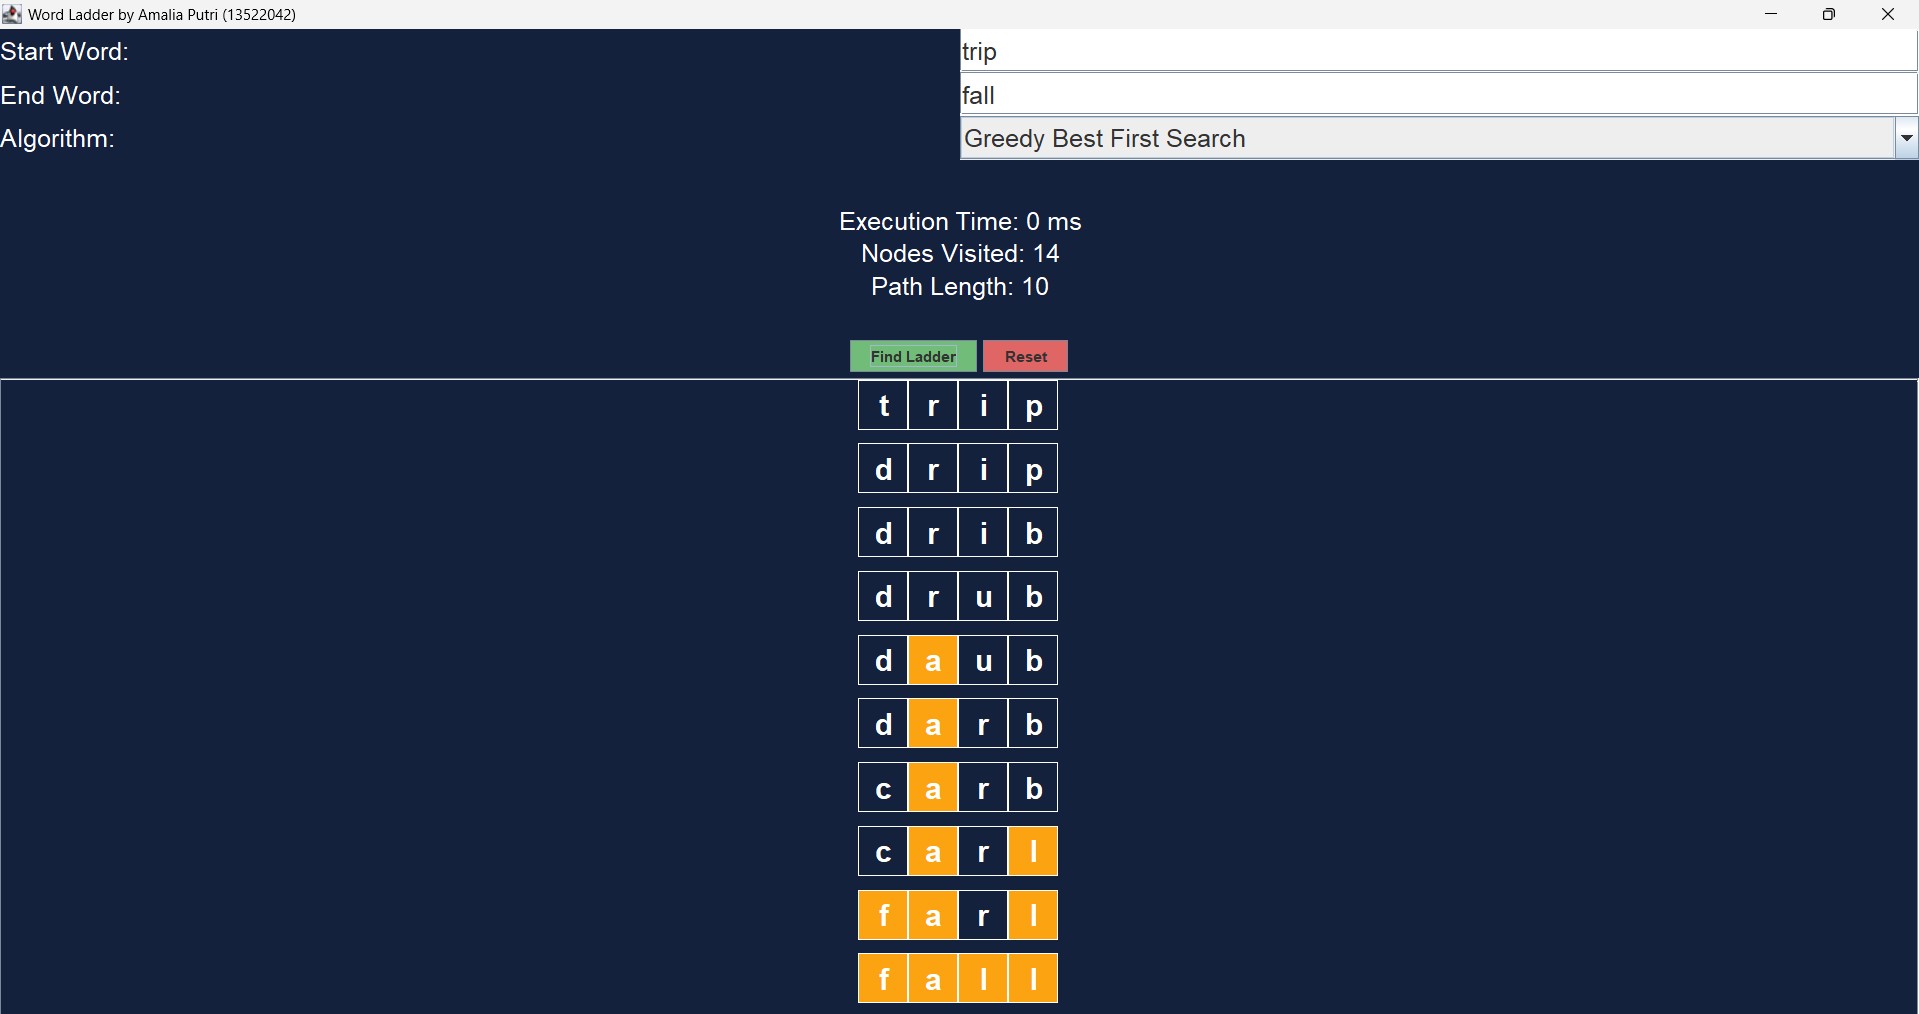 Word Ladder by Amalia Putri (13522042)
Start Word: trip
End Word: fall
Algorithm: Greedy Best First Search
Execution Time: 0 ms
Nodes Visited: 14
Path Length: 10
Find Ladder Reset
t r i p
d r i p
d r i b
d r u b
d a u b
d a r b
c a r b
c a r l
f a r l
f a l l